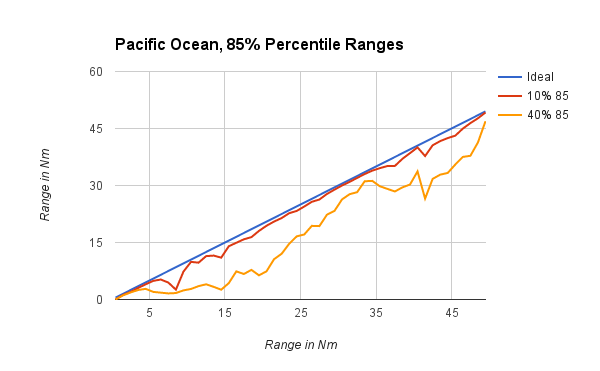 Pacific Ocean, 85% Percentile Ranges
60
45
30
15
0
Range in Nm
5 15 25 35 45
Range in Nm
Ideal
10% 85
40% 85